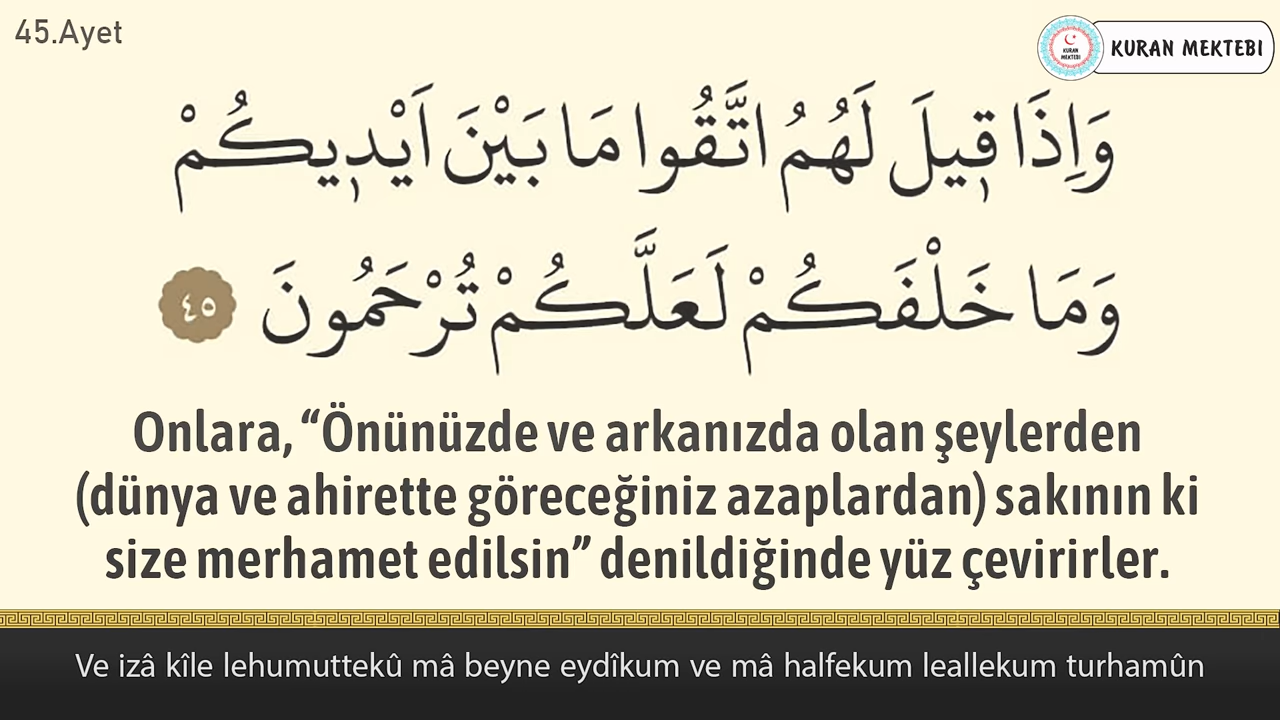 45.Ayet
KURAN MEKTEBI
KURAN MEKTEBI
وَاِذَا قٖيلَ لَهُمُ اتَّقُوا مَا بَيْنَ اَيْدٖيكُمْ
وَمَا خَلْفَكُمْ لَعَلَّكُمْ تُرْحَمُونَ ٤٥
Onlara, “Önünüzde ve arkanızda olan şeylerden
(dünya ve ahirette göreceğiniz azaplardan) sakının ki
size merhamet edilsin” denildiğinde yüz çevirirler.
Ve izâ kîle lehumuttekû mâ beyne eydîkum ve mâ halfekum leallekum turhamûn